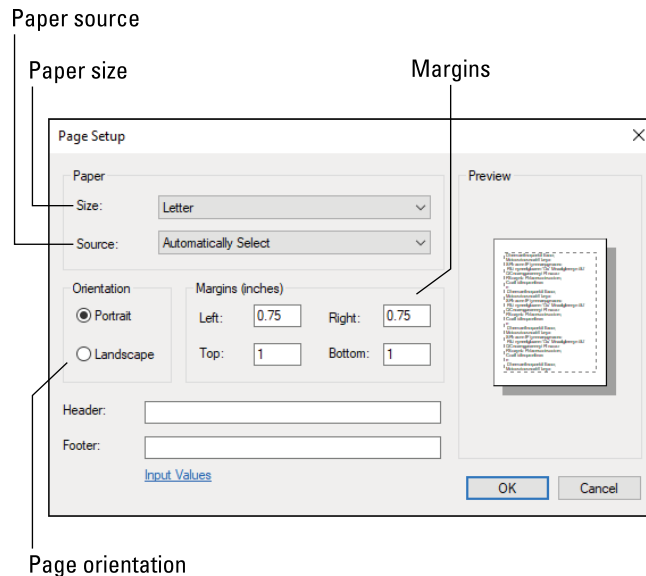 Paper source
Paper size
Margins
Page Setup
Paper
Size: Letter
Source: Automatically Select
Preview
Orientation
Portrait
Landscape
Margins (inches)
Left: 0.75 Right: 0.75
Top: 1 Bottom: 1
Header:
Footer:
Input Values
OK Cancel
Page orientation